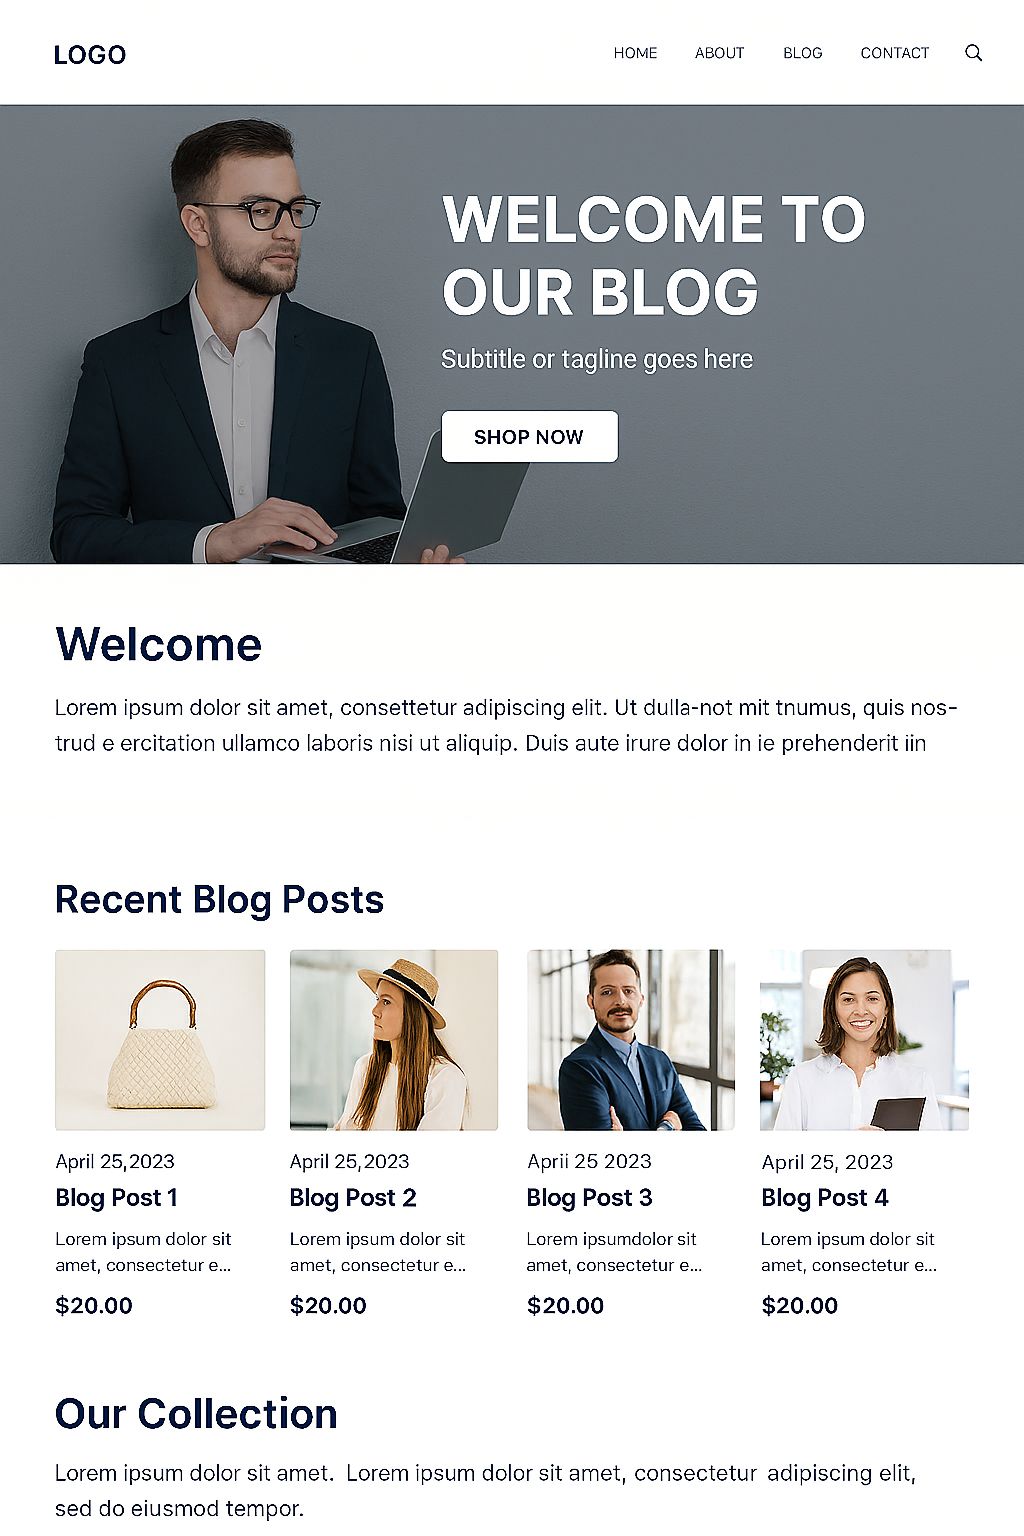 LOGO
HOME ABOUT BLOG CONTACT
WELCOME TO
OUR BLOG
Subtitle or tagline goes here
SHOP NOW
Welcome
Lorem ipsum dolor sit amet, consettetur adipiscing elit. Ut dulla-not mit tnumus, quis nos-
trud e ercitation ullamco laboris nisi ut aliquip. Duis aute irure dolor in ie prehenderit iin
Recent Blog Posts
April 25,2023
Blog Post 1
Lorem ipsum dolor sit
amet, consectetur e...
$20.00
April 25,2023
Blog Post 2
Lorem ipsum dolor sit
amet, consectetur e...
$20.00
Aprii 25 2023
Blog Post 3
Lorem ipsumdolor sit
amet, consectetur e...
$20.00
April 25, 2023
Blog Post 4
Lorem ipsum dolor sit
amet, consectetur e...
$20.00
Our Collection
Lorem ipsum dolor sit amet. Lorem ipsum dolor sit amet, consectetur adipiscing elit,
sed do eiusmod tempor.